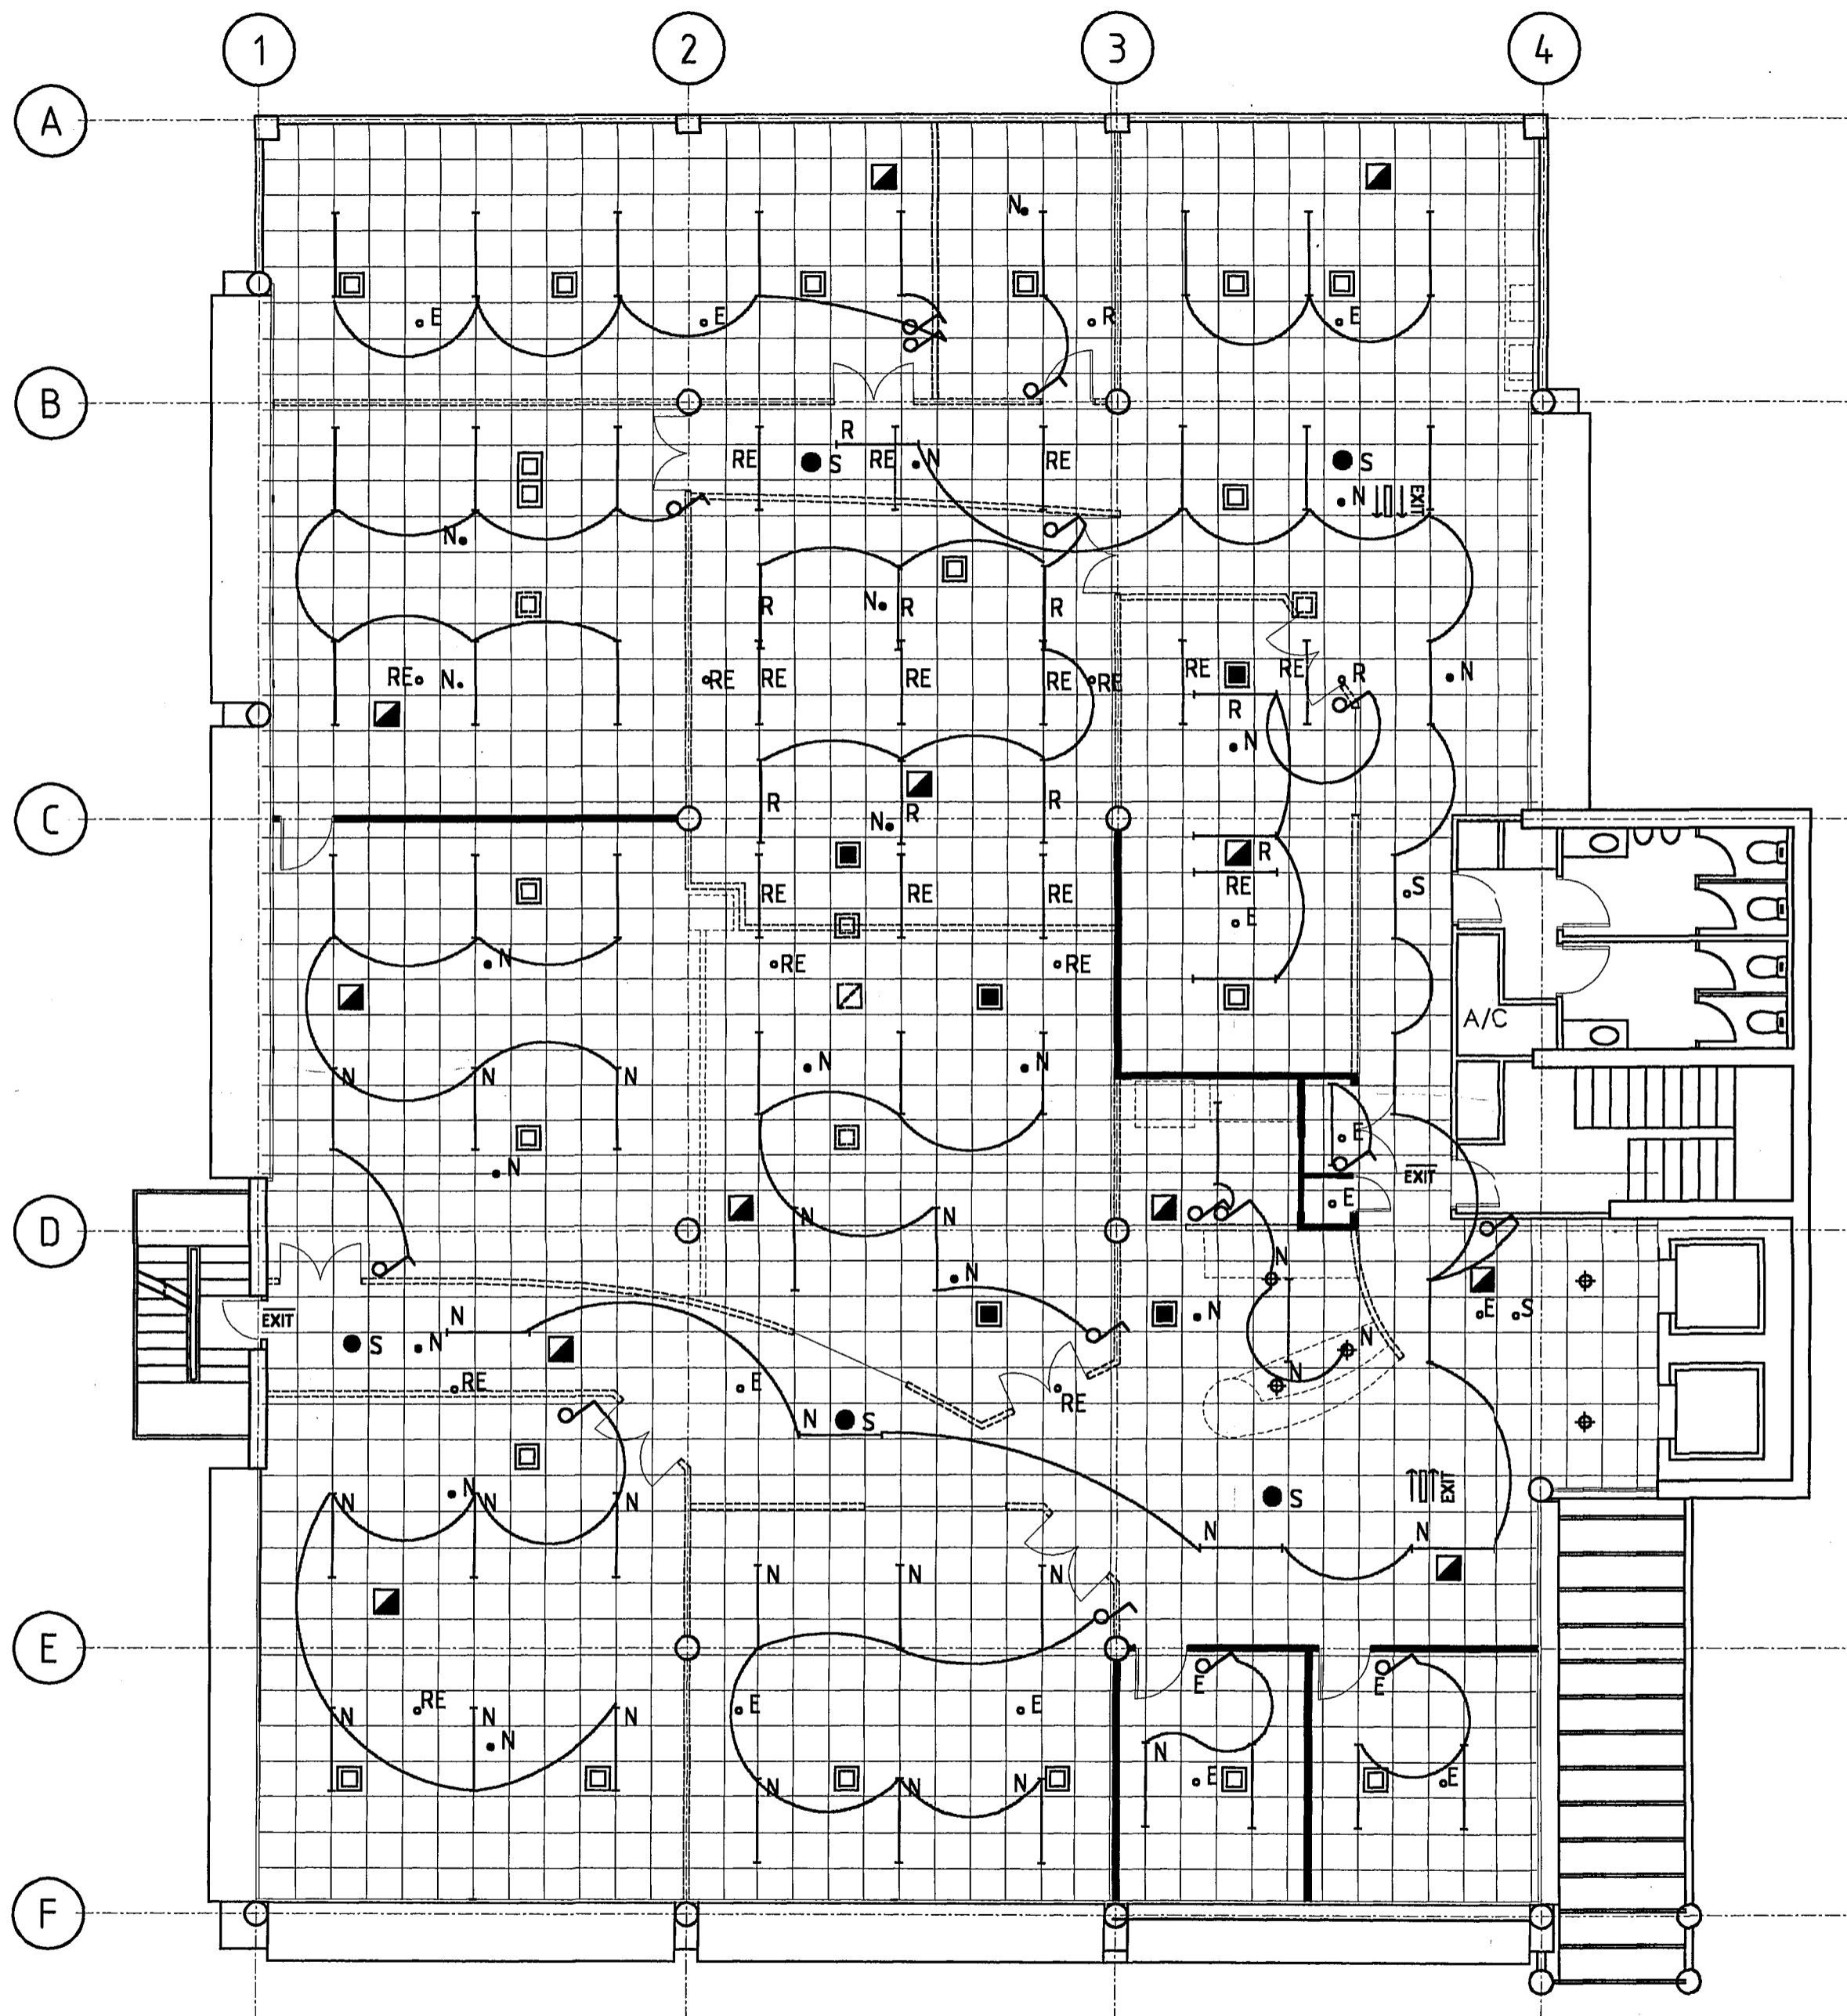 1 2 3 4
A
N
E E R E
B
R
RE S RE N RE S
N EXIT
N
R N R R
RE N RE RE RE RE RE RE RE R N
R
N
R R
R
C
N
R
RE RE RE RE S
E
N RE RE
A/C
N N
N N N
E
N EXIT
E
D N N
N
N
N E S
EXIT N
S N N
N
RE E RE
N S
N N N N
S EXIT
N N
N N N
E
E E
RE E E
N N N
N N
E E
N N N
F